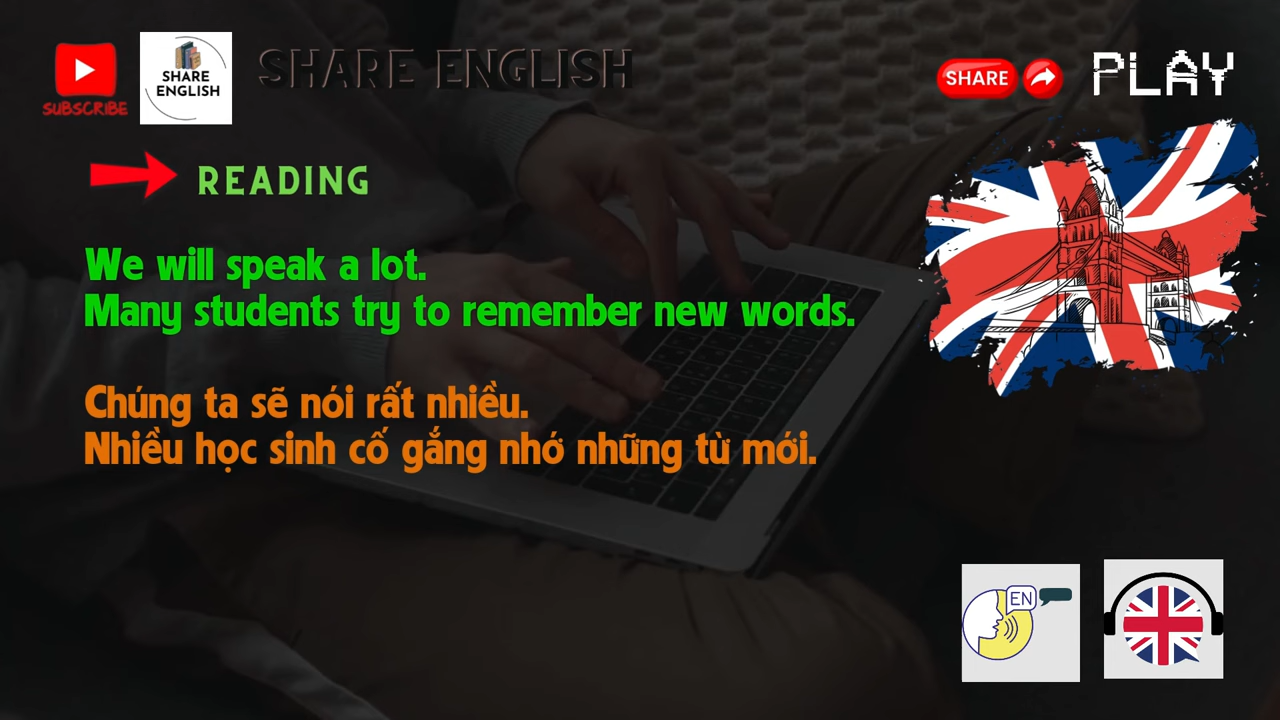 SUBSCRIBE
SHARE
ENGLISH
SHARE ENGLISH
SHARE
PLAY
READING
We will speak a lot.
Many students try to remember new words.
Chúng ta sẽ nói rất nhiều.
Nhiều học sinh cố gắng nhớ những từ mới.
EN